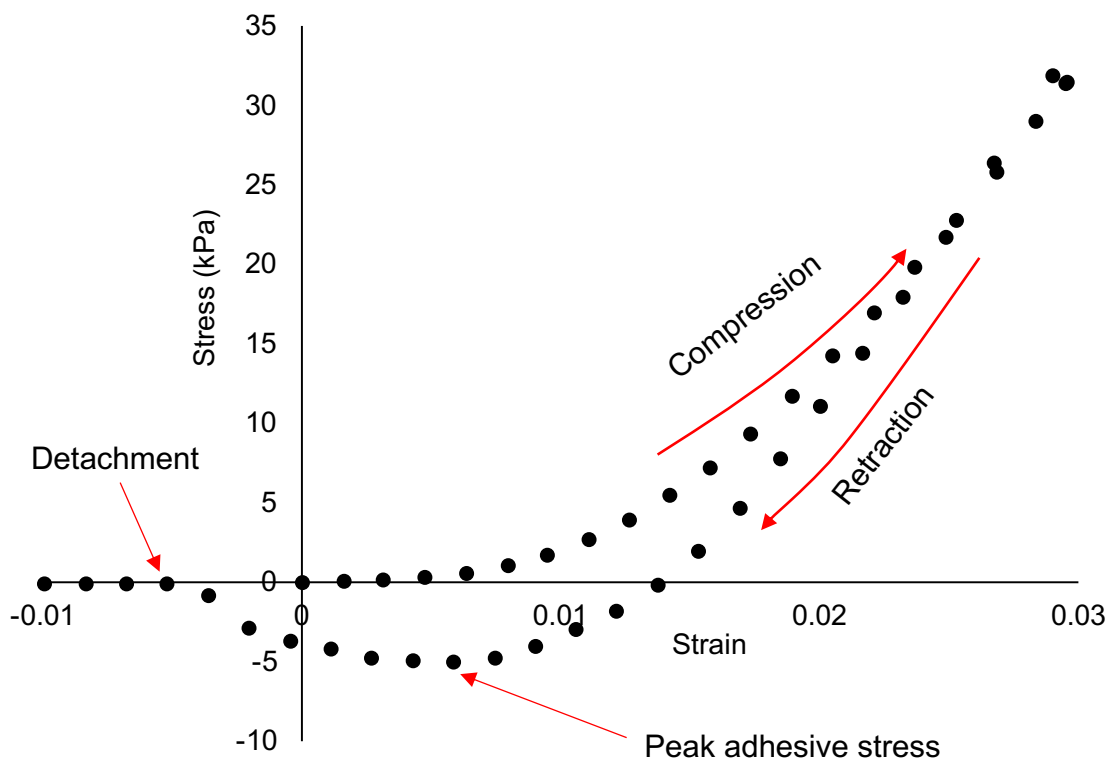 35
30
25
20
15
10
5
0
-5
-10
Stress (kPa)
-0.01
0
0.01
0.02
0.03
Strain
Compression
Retraction
Detachment
Peak adhesive stress